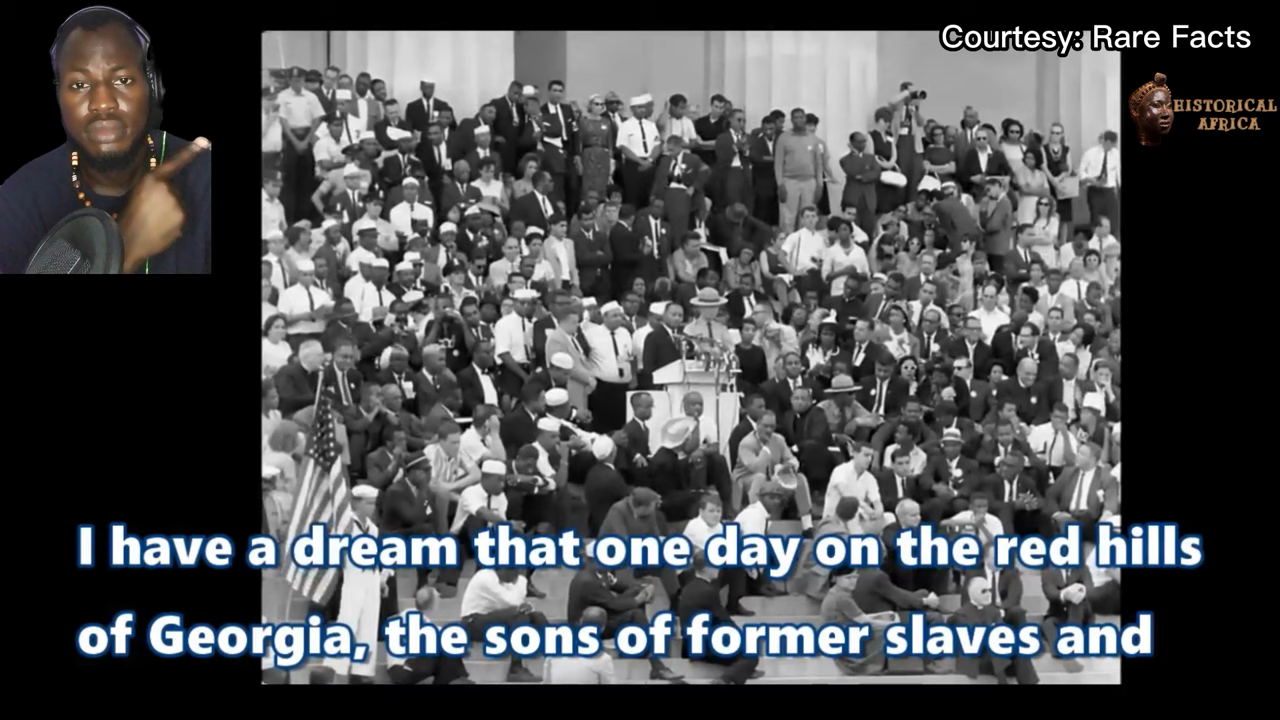 Courtesy: Rare Facts
HISTORICAL
AFRICA
I have a dream that one day on the red hills
of Georgia, the sons of former slaves and